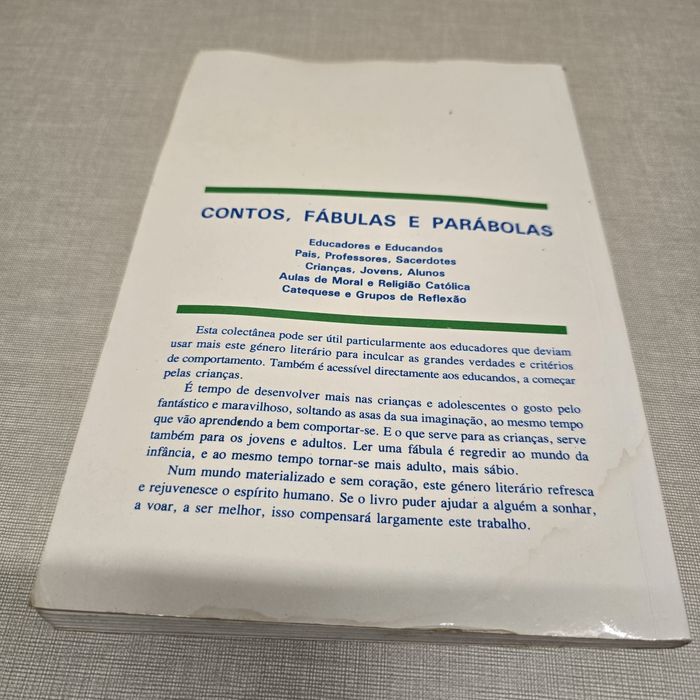 CONTOS, FÁBULAS E PARÁBOLAS
Educadores e Educandos
Pais, Professores, Sacerdotes
Crianças, Jovens, Alunos
Aulas de Moral e Religião Católica
Catequese e Grupos de Reflexão
Esta colectânea pode ser útil particularmente aos educadores que deviam
usar mais este género literário para inculcar as grandes verdades e critérios
de comportamento. Também é acessível directamente aos educandos, a começar
pelas crianças.
É tempo de desenvolver mais nas crianças e adolescentes o gosto pelo
fantástico e maravilhoso, soltando as asas da sua imaginação, ao mesmo tempo
que vão aprendendo a bem comportar-se. E o que serve para as crianças, serve
também para os jovens e adultos. Ler uma fábula é regredir ao mundo da
infância, e ao mesmo tempo tornar-se mais adulto, mais sábio.
Num mundo materializado e sem coração, este género literário refresca
e rejuvenesce o espírito humano. Se o livro puder ajudar a alguém a sonhar,
a voar, a ser melhor, isso compensará largamente este trabalho.